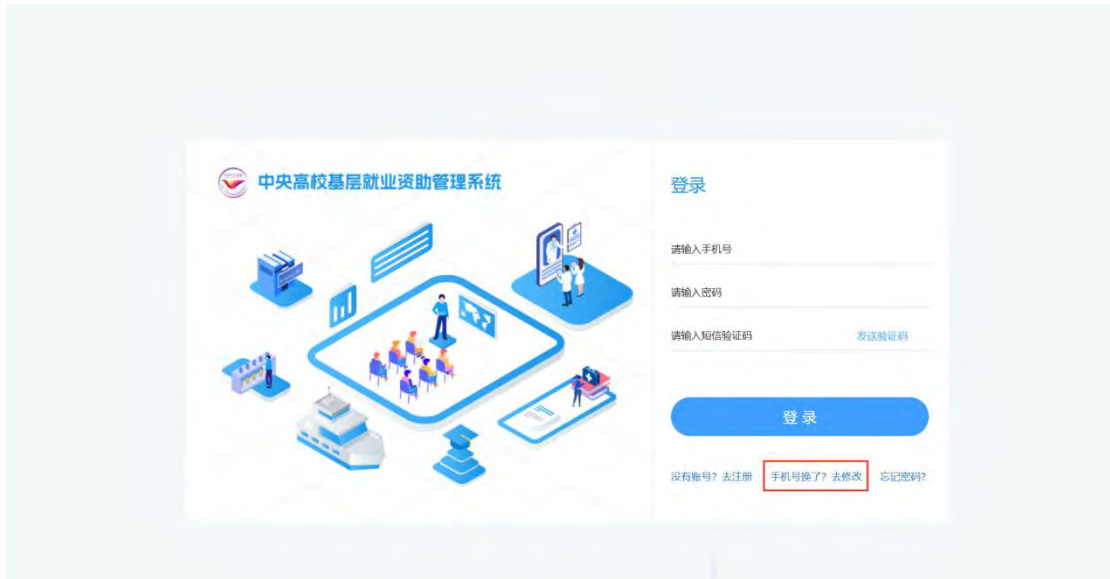 中央高校基层就业资助管理系统
登录
请输入手机号
请输入密码
请输入短信验证码 发送验证码
登 录
没有账号？去注册 手机号换了？去修改 忘记密码?